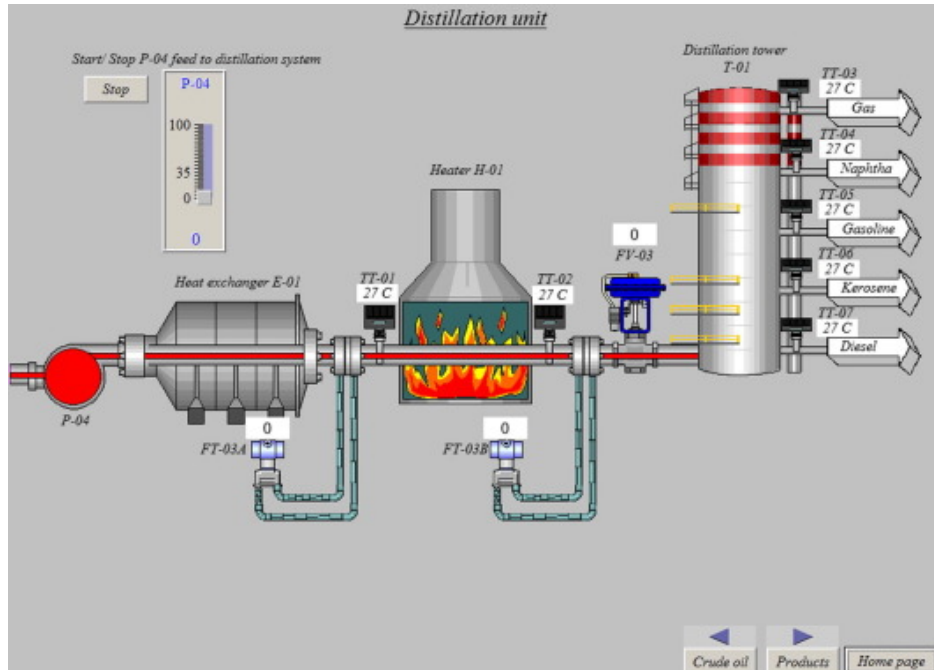 Distillation unit
Start/ Stop P-04 feed to distillation system
Stop
P-04
100
35
0
0
Distillation tower
T-01
TT-03
27 C
Gas
TT-04
27 C
Naphtha
TT-05
27 C
Gasoline
TT-06
27 C
Kerosene
TT-07
27 C
Diesel
Heater H-01
0
FV-03
Heat exchanger E-01
TT-01
27 C
TT-02
27 C
P-04
0
FT-03A
0
FT-03B
Crude oil
Products
Home page